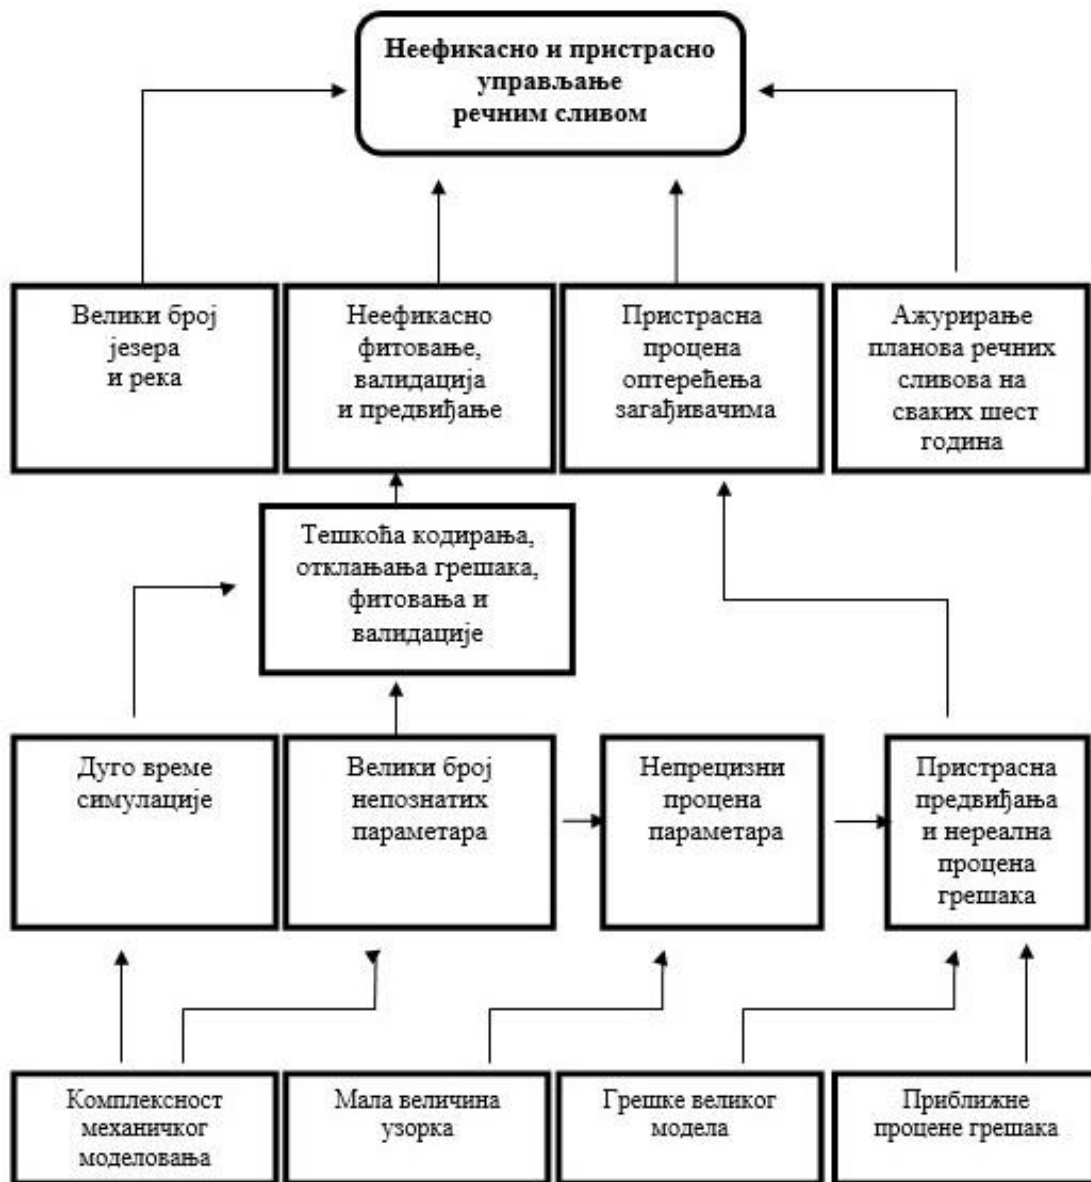 Неефикасно и пристрасно
управљање
речним сливом
Велики број
језера
и река
Неефикасно
фитовање,
валидација
и предвиђање
Пристрасна
процена
оптерећења
загађивачима
Ажурирање
планова речних
сливова на
сваких шест
година
Тешкоћа кодирања,
отклањања грешака,
фитовања и
валидације
Дуго време
симулације
Велики број
непознатих
параметара
Непрецизни
процена
параметара
Пристрасна
предвиђања
и нереална
процена
грешака
Комплексност
механичког
моделовања
Мала величина
узорка
Грешке великог
модела
Приближне
процене грешака